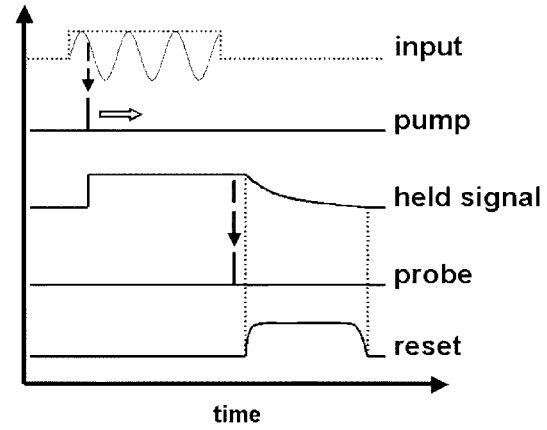 input
pump
held signal
probe
reset
time